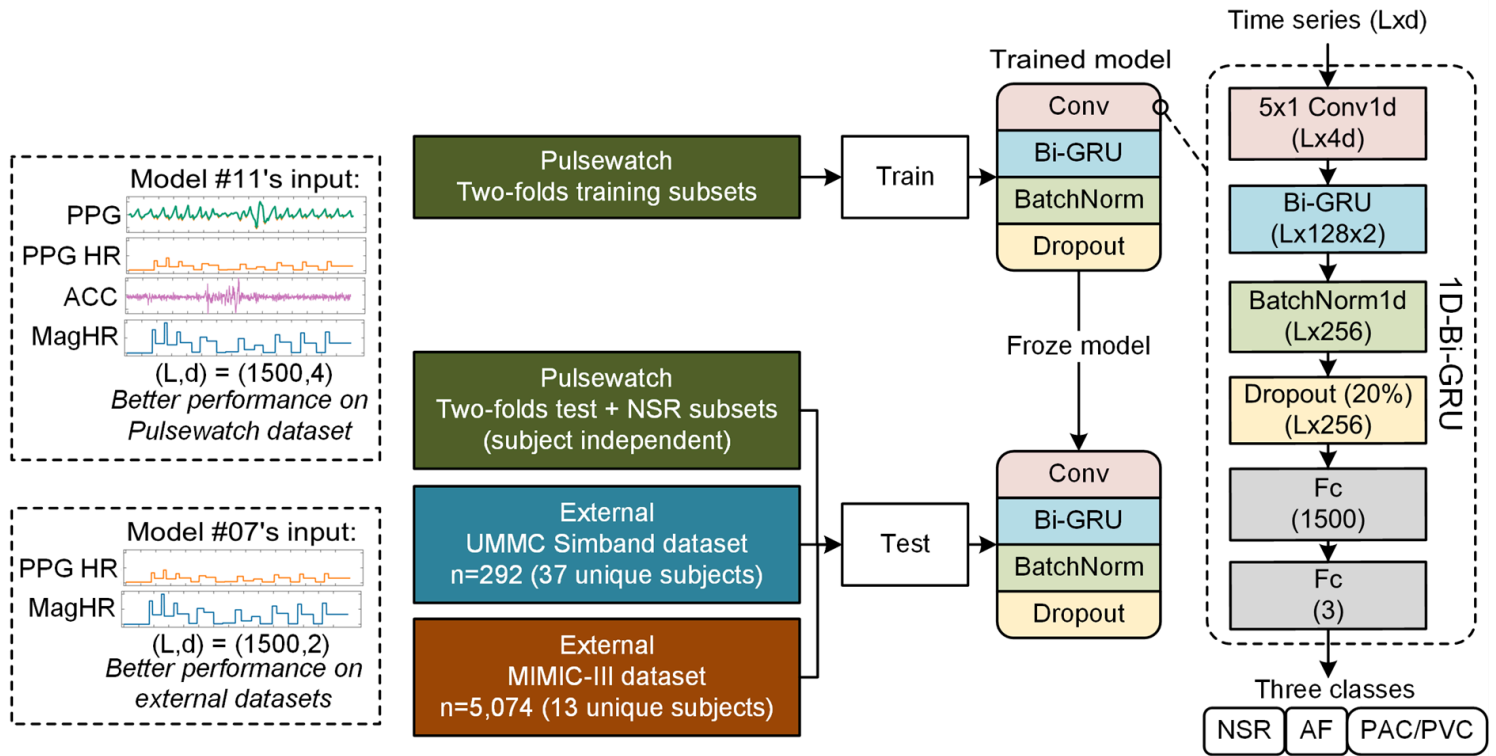 Model #11's input:
PPG
PPG HR
ACC
MagHR
(L,d) = (1500,4)
Better performance on
Pulsewatch dataset
Model #07's input:
PPG HR
MagHR
(L,d) = (1500,2)
Better performance on
external datasets
Pulsewatch
Two-folds training subsets
Train
Pulsewatch
Two-folds test + NSR subsets
(subject independent)
External
UMMC Simband dataset
n=292 (37 unique subjects)
External
MIMIC-III dataset
n=5,074 (13 unique subjects)
Test
Trained model
Conv
Bi-GRU
BatchNorm
Dropout
Froze model
Conv
Bi-GRU
BatchNorm
Dropout
Time series (Lxd)
5x1 Conv1d
(Lx4d)
Bi-GRU
(Lx128x2)
BatchNorm1d
(Lx256)
Dropout (20%)
(Lx256)
Fc
(1500)
Fc
(3)
1D-Bi-GRU
Three classes
NSR
AF
PAC/PVC